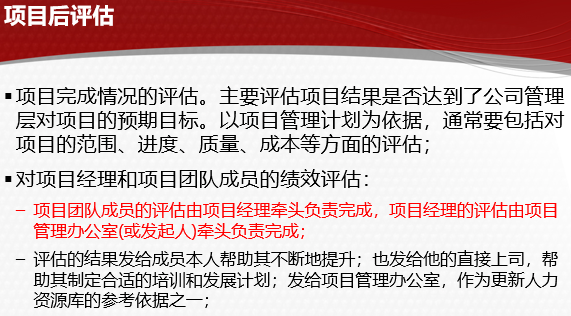 项目后评估
▪项目完成情况的评估。主要评估项目结果是否达到了公司管理
层对项目的预期目标。以项目管理计划为依据，通常要包括对
项目的范围、进度、质量、成本等方面的评估；
▪对项目经理和项目团队成员的绩效评估：
– 项目团队成员的评估由项目经理牵头负责完成，项目经理的评估由项目
管理办公室(或发起人)牵头负责完成；
– 评估的结果发给成员本人帮助其不断地提升；也发给他的直接上司，帮
助其制定合适的培训和发展计划；发给项目管理办公室，作为更新人力
资源库的参考依据之一；